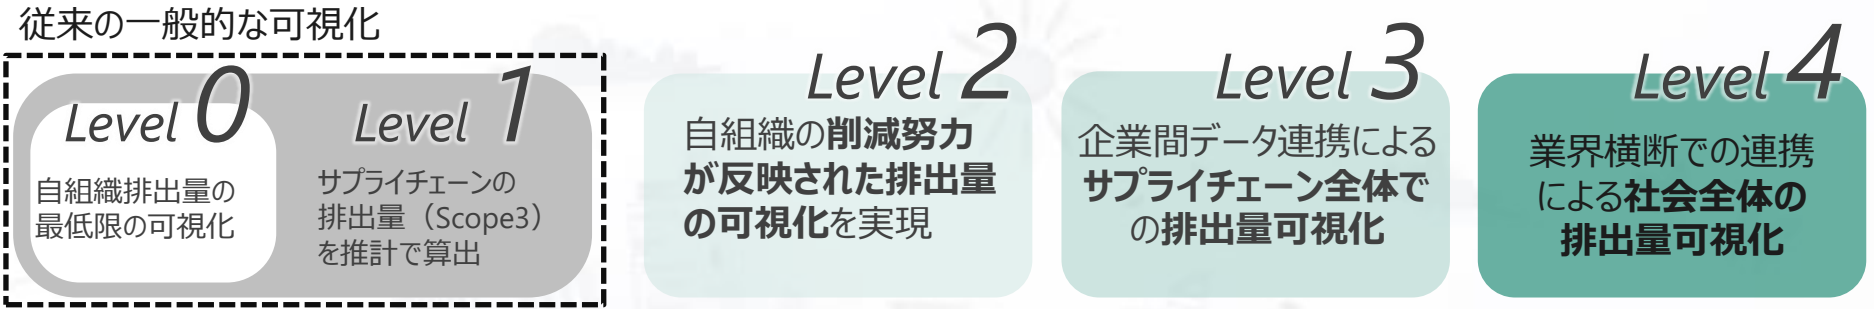 従来の一般的な可視化
Level 0
自組織排出量の
最低限の可視化
Level 1
サプライチェーンの
排出量（Scope3）
を推計で算出
Level 2
自組織の削減努力
が反映された排出量
の可視化を実現
Level 3
企業間データ連携による
サプライチェーン全体で
の排出量可視化
Level 4
業界横断での連携
による社会全体の
排出量可視化